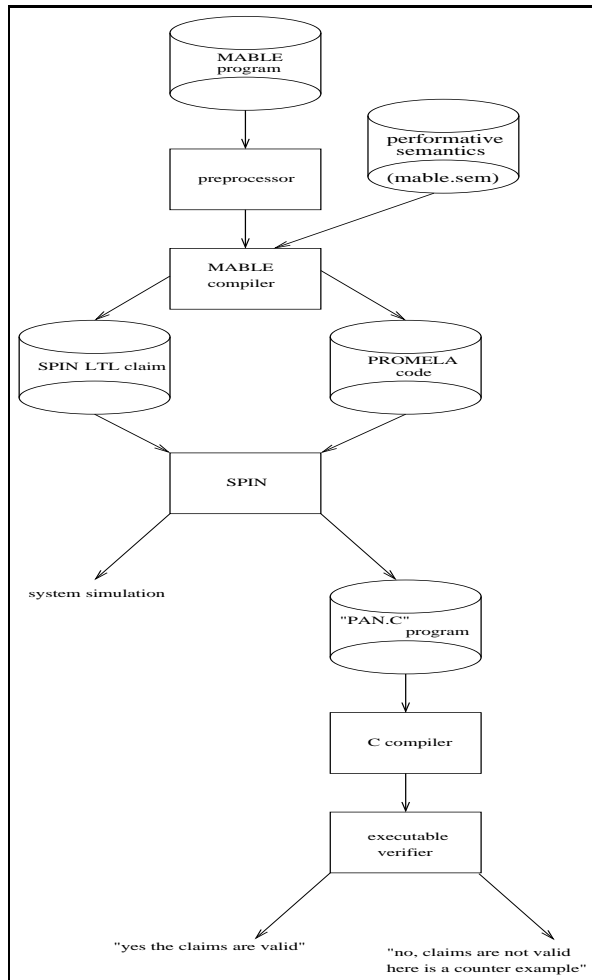 MABLE
program
performative
semantics
(mable.sem)
preprocessor
MABLE
compiler
SPIN LTL claim
PROMELA
code
SPIN
system simulation
"PAN.C"
program
C compiler
executable
verifier
"yes the claims are valid"
"no, claims are not valid
here is a counter example"